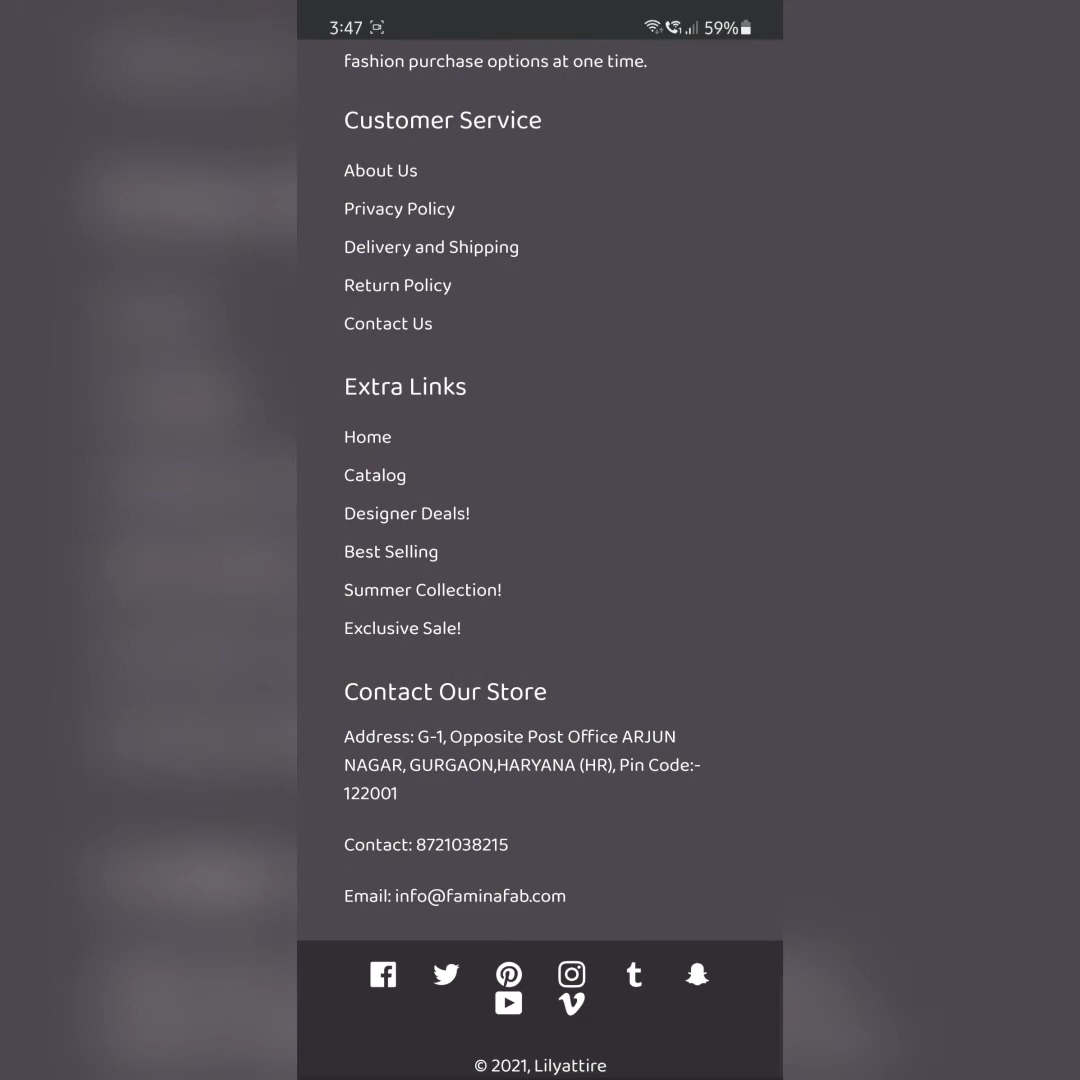 3:47
59%
fashion purchase options at one time.
Customer Service
About Us
Privacy Policy
Delivery and Shipping
Return Policy
Contact Us
Extra Links
Home
Catalog
Designer Deals!
Best Selling
Summer Collection!
Exclusive Sale!
Contact Our Store
Address: G-1, Opposite Post Office ARJUN
NAGAR, GURGAON,HARYANA (HR), Pin Code:-
122001
Contact: 8721038215
Email: info@faminafab.com
© 2021, Lilyattire